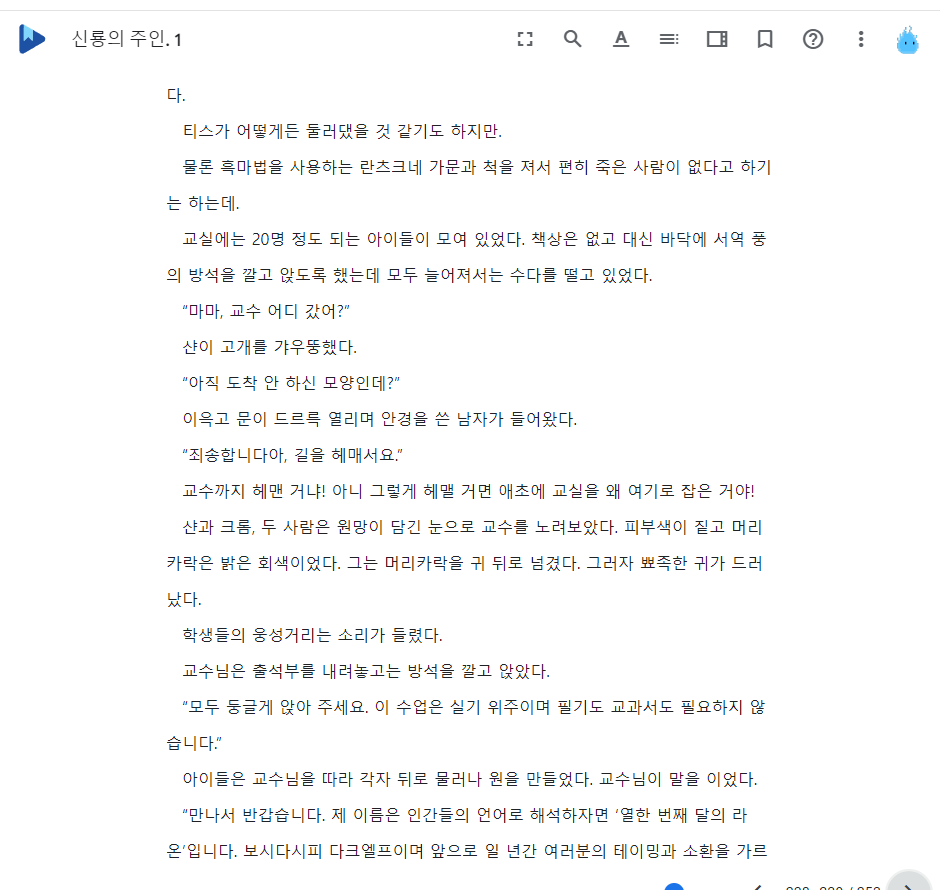 신룡의 주인. 1
다.
티스가 어떻게든 둘러댔을 것 같기도 하지만.
물론 흑마법을 사용하는 란츠크네 가문과 척을 져서 편히 죽은 사람이 없다고 하기
는 하는데.
교실에는 20명 정도 되는 아이들이 모여 있었다. 책상은 없고 대신 바닥에 서역 풍
의 방석을 깔고 앉도록 했는데 모두 늘어져서는 수다를 떨고 있었다.
“마마, 교수 어디 갔어?”
샨이 고개를 갸우뚱했다.
“아직 도착 안 하신 모양인데?”
이윽고 문이 드르륵 열리며 안경을 쓴 남자가 들어왔다.
“죄송합니다아, 길을 헤매서요.”
교수까지 헤맨 거냐! 아니 그렇게 헤맬 거면 애초에 교실을 왜 여기로 잡은 거야!
샨과 크롬, 두 사람은 원망이 담긴 눈으로 교수를 노려보았다. 피부색이 짙고 머리
카락은 밝은 회색이었다. 그는 머리카락을 귀 뒤로 넘겼다. 그러자 뾰족한 귀가 드러
났다.
학생들의 웅성거리는 소리가 들렸다.
교수님은 출석부를 내려놓고는 방석을 깔고 앉았다.
“모두 둥글게 앉아 주세요. 이 수업은 실기 위주이며 필기도 교과서도 필요하지 않
습니다.”
아이들은 교수님을 따라 각자 뒤로 물러나 원을 만들었다. 교수님이 말을 이었다.
“만나서 반갑습니다. 제 이름은 인간들의 언어로 해석하자면 ‘열한 번째 달의 라
온’입니다. 보시다시피 다크엘프이며 앞으로 일 년간 여러분의 테이밍과 소환을 가르